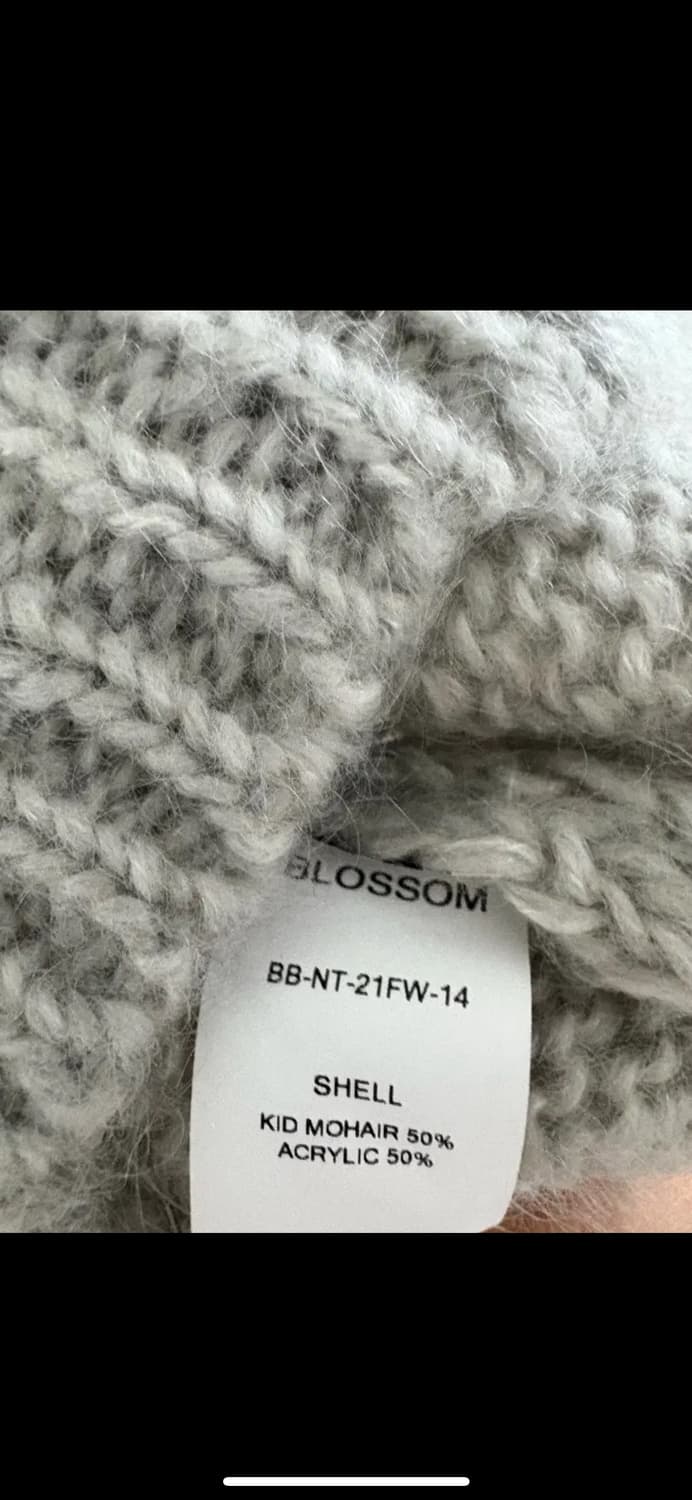 BLOSSOM
BB-NT-21FW-14
SHELL
KID MOHAIR 50%
ACRYLIC 50%